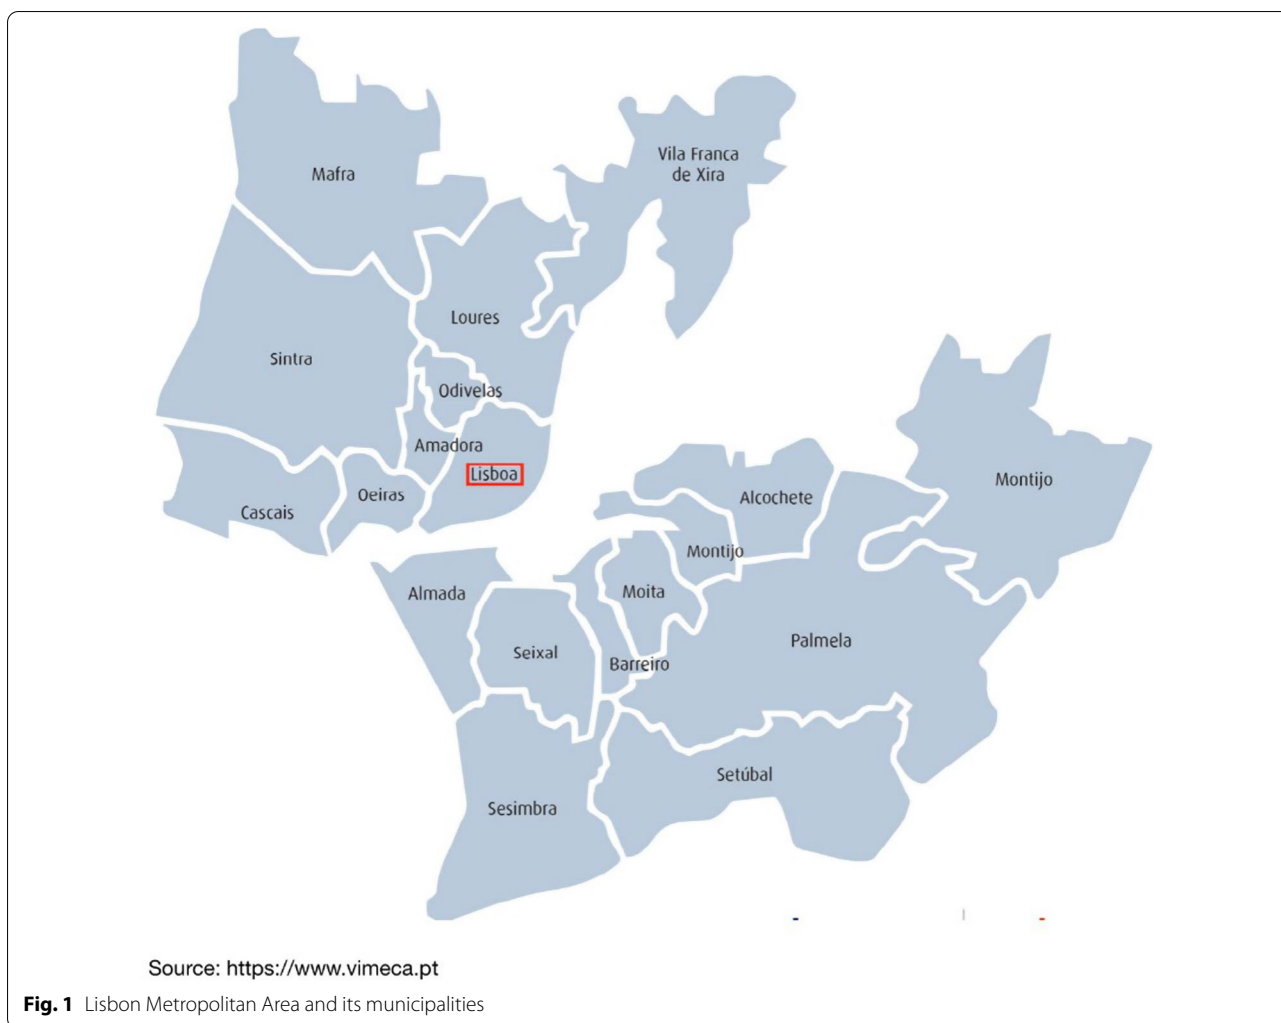 Mafra
Vila Franca
de Xira
Loures
Sintra
Odivelas
Amadora
Lisboa
Oeiras
Cascais
Alcochete
Montijo
Montijo
Almada
Moita
Seixal
Barreiro
Palmela
Setúbal
Sesimbra
Source: https://www.vimeca.pt
Fig. 1 Lisbon Metropolitan Area and its municipalities